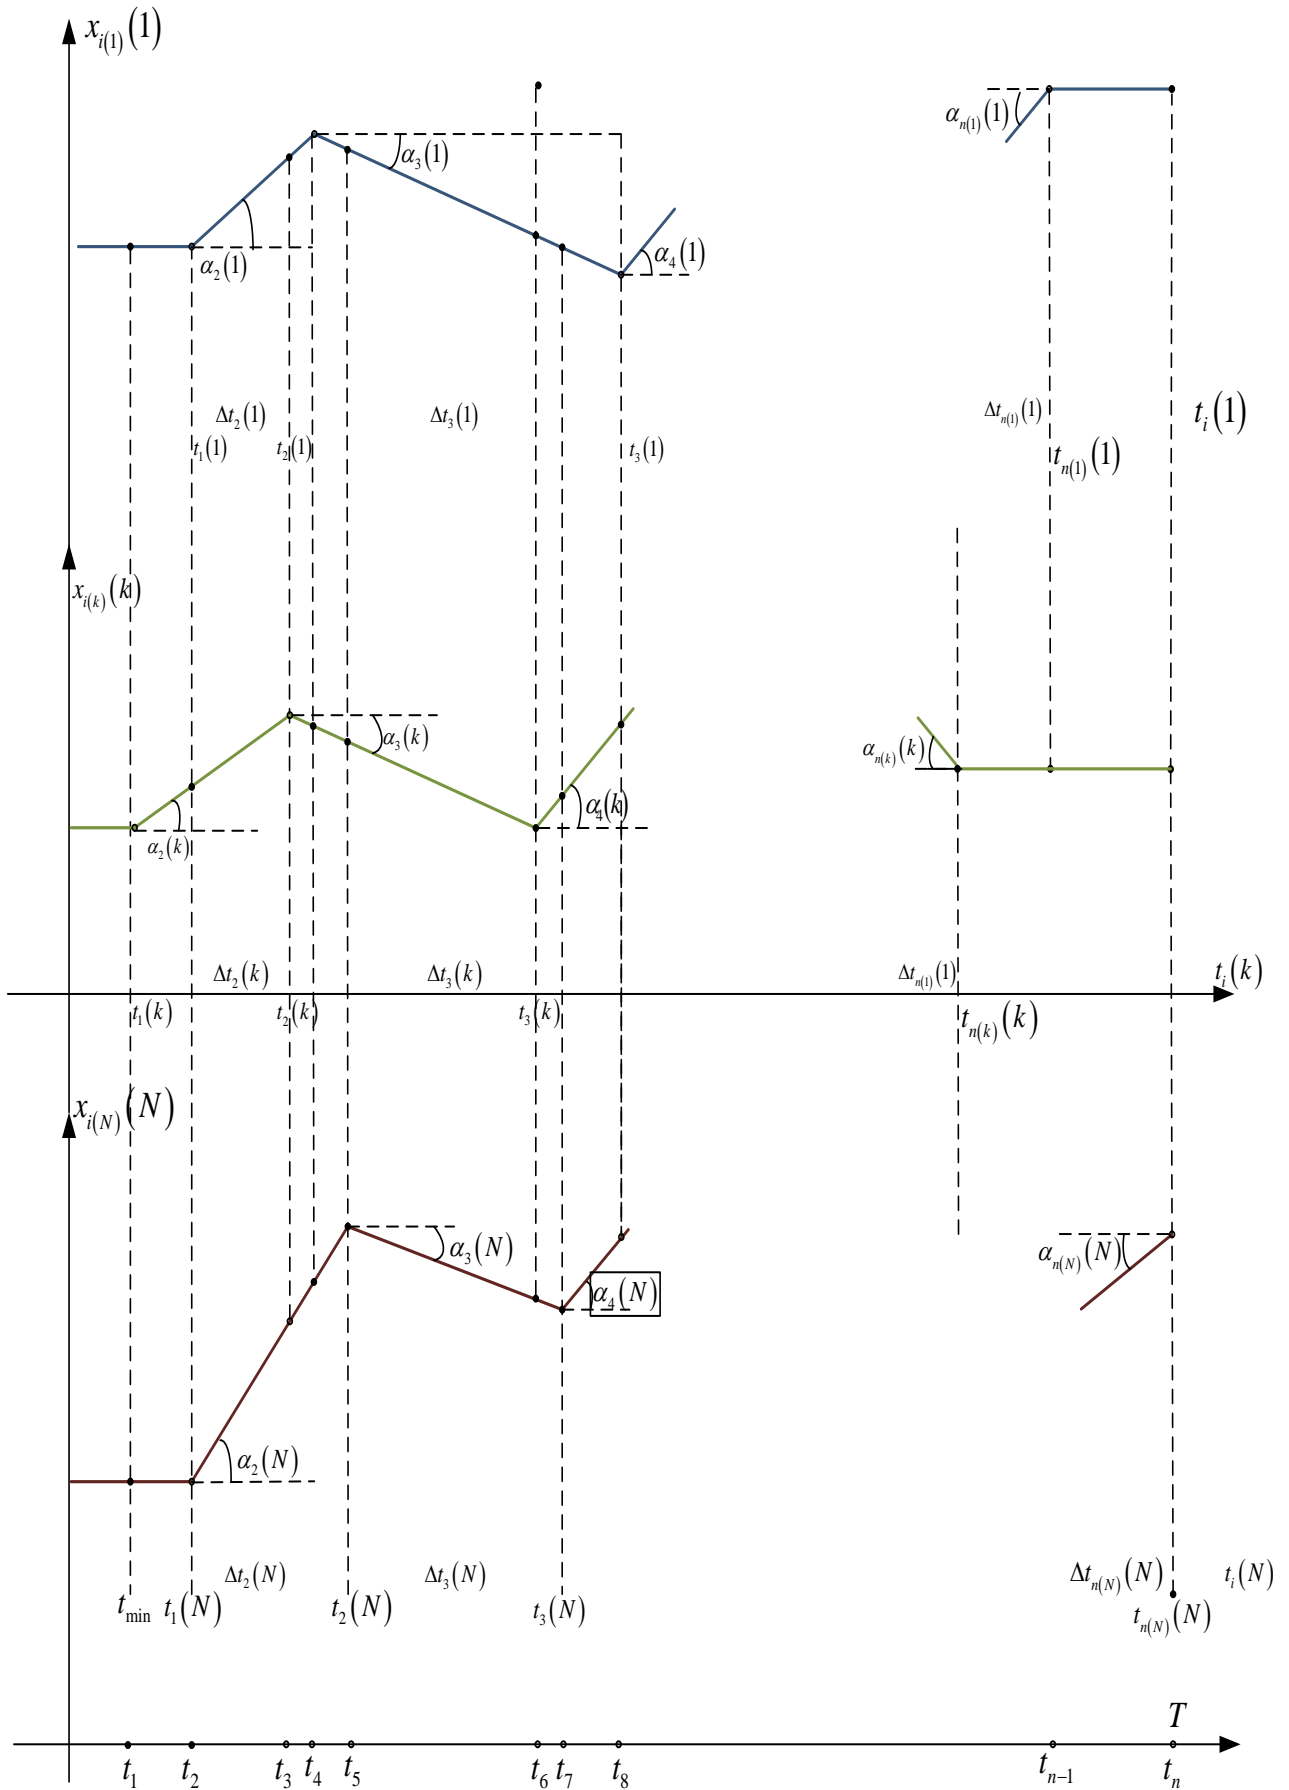 x_{i(1)}(1)
α_{n(1)}(1)
α_3(1)
α_2(1)
α_4(1)
Δt_2(1)
Δt_3(1)
Δt_{n(1)}(1)
t_i(1)
t_1(1)
t_2(1)
t_3(1)
t_{n(1)}(1)
x_{i(k)}(k)
α_3(k)
α_{n(k)}(k)
α_4(k)
α_2(k)
Δt_2(k)
Δt_3(k)
Δt_{n(1)}(1)
t_i(k)
t_1(k)
t_2(k)
t_3(k)
t_{n(k)}(k)
x_{i(N)}(N)
α_3(N)
α_{n(N)}(N)
α_4(N)
α_2(N)
Δt_2(N)
Δt_3(N)
Δt_{n(N)}(N)
t_i(N)
t_min
t_1(N)
t_2(N)
t_3(N)
t_{n(N)}(N)
T
t_1
t_2
t_3
t_4
t_5
t_6
t_7
t_8
t_{n−1}
t_n